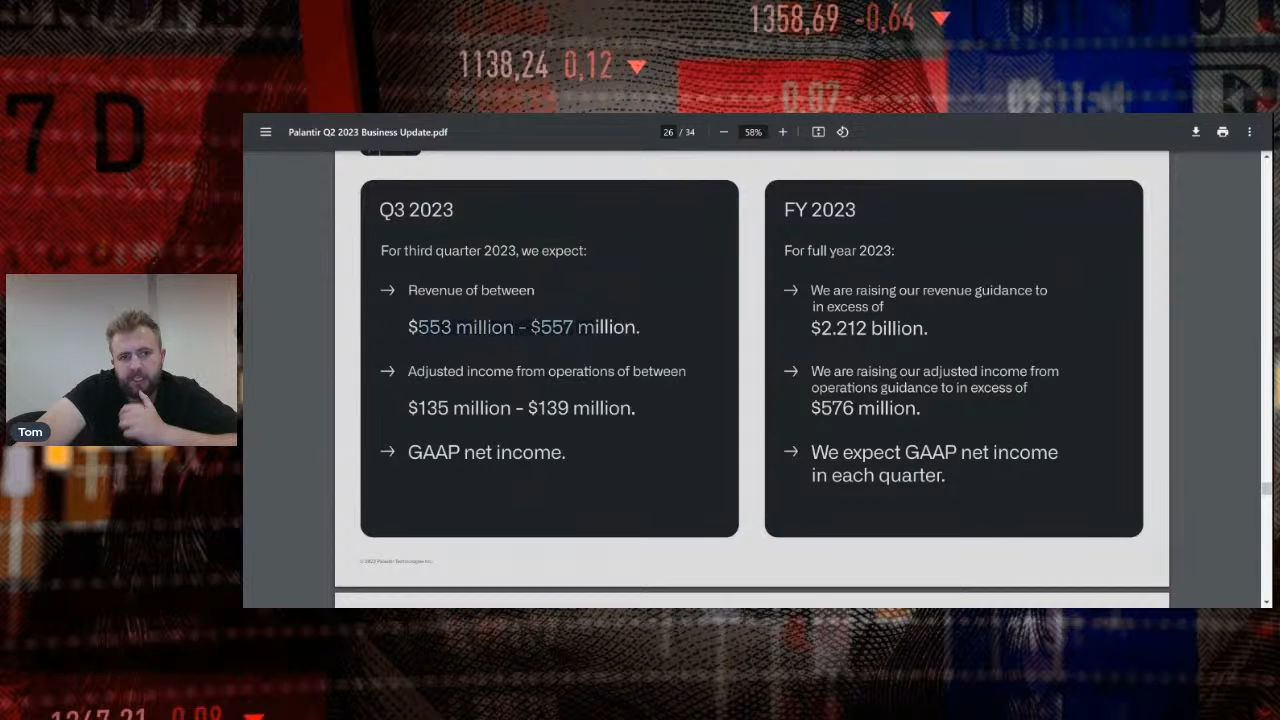 1358,69 -0,64
1138,24 0,12
0.07
7 D
Palantir Q2 2023 Business Update.pdf
26 / 34
58%
Q3 2023
For third quarter 2023, we expect:
→ Revenue of between
$553 million - $557 million.
→ Adjusted income from operations of between
$135 million - $139 million.
→ GAAP net income.
FY 2023
For full year 2023:
→ We are raising our revenue guidance to
in excess of
$2.212 billion.
→ We are raising our adjusted income from
operations guidance to in excess of
$576 million.
→ We expect GAAP net income
in each quarter.
Tom